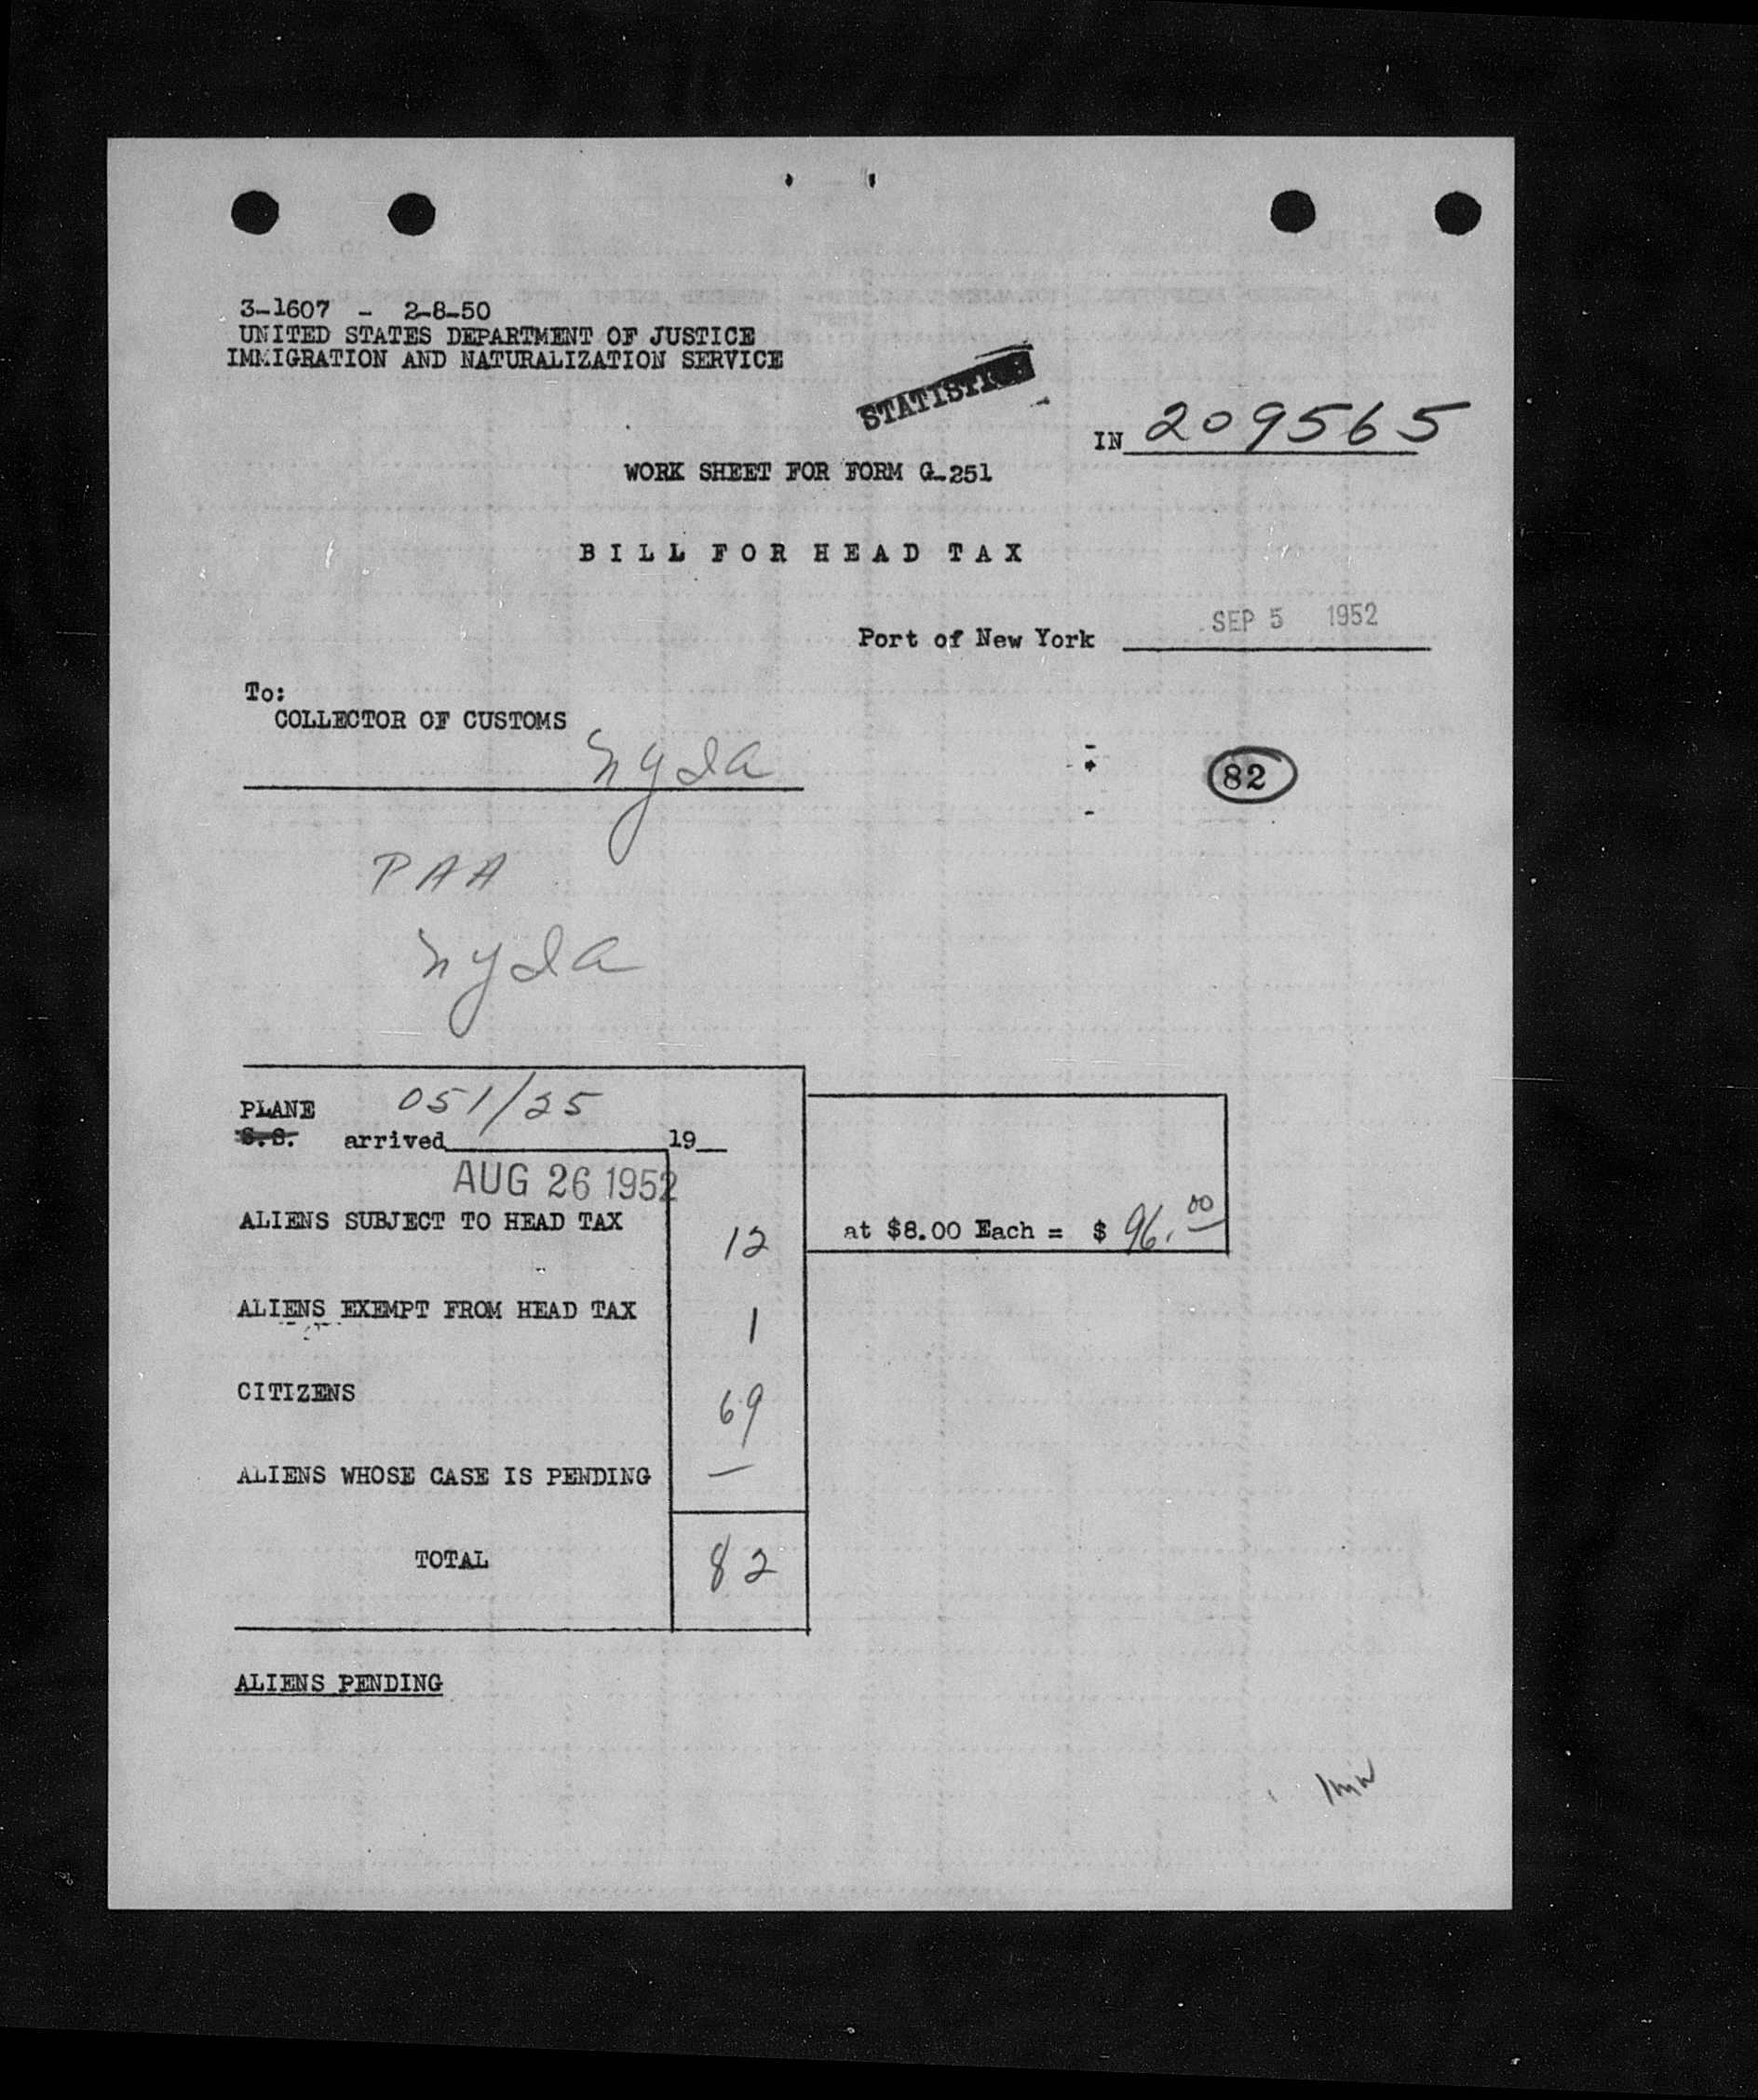 3-1607 - 2-8-50
UNITED STATES DEPARTMENT OF JUSTICE
IMMIGRATION AND NATURALIZATION SERVICE
IN 209565
WORK SHEET FOR FORM G-251
BILL FOR HEAD TAX
Port of New York SEP 5 1952
To:
COLLECTOR OF CUSTOMS
82
PAA
PLANE 051/25
S.S. arrived 19
AUG 26 1952
ALIENS SUBJECT TO HEAD TAX 12 at $8.00 Each = $ 96.00
ALIENS EXEMPT FROM HEAD TAX 1
CITIZENS 69
ALIENS WHOSE CASE IS PENDING —
TOTAL 82
ALIENS PENDING